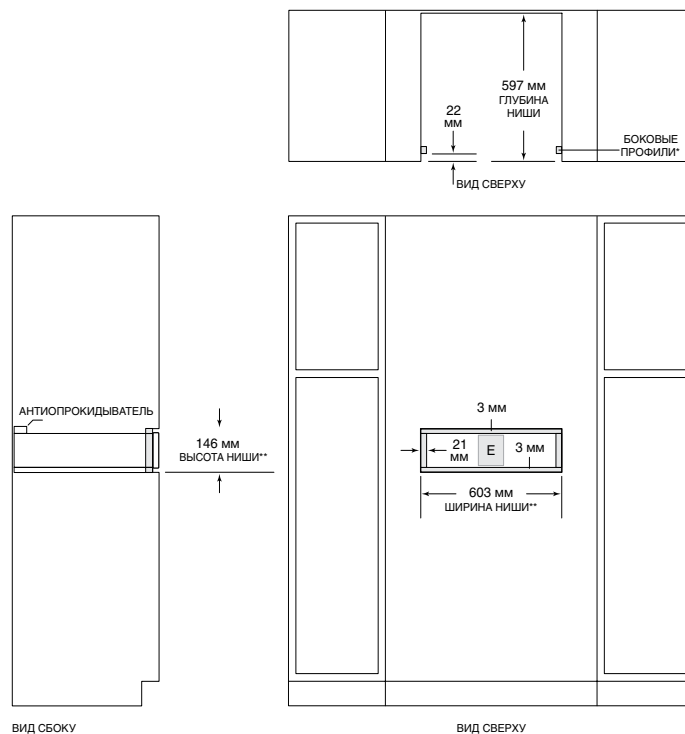 597 мм
ГЛУБИНА
НИШИ
22
мм
БОКОВЫЕ
ПРОФИЛИ*
ВИД СВЕРХУ
АНТИОПРОКИДЫВАТЕЛЬ
146 мм
ВЫСОТА НИШИ**
3 мм
21
мм
E
3 мм
603 мм
ШИРИНА НИШИ**
ВИД СБОКУ
ВИД СВЕРХУ